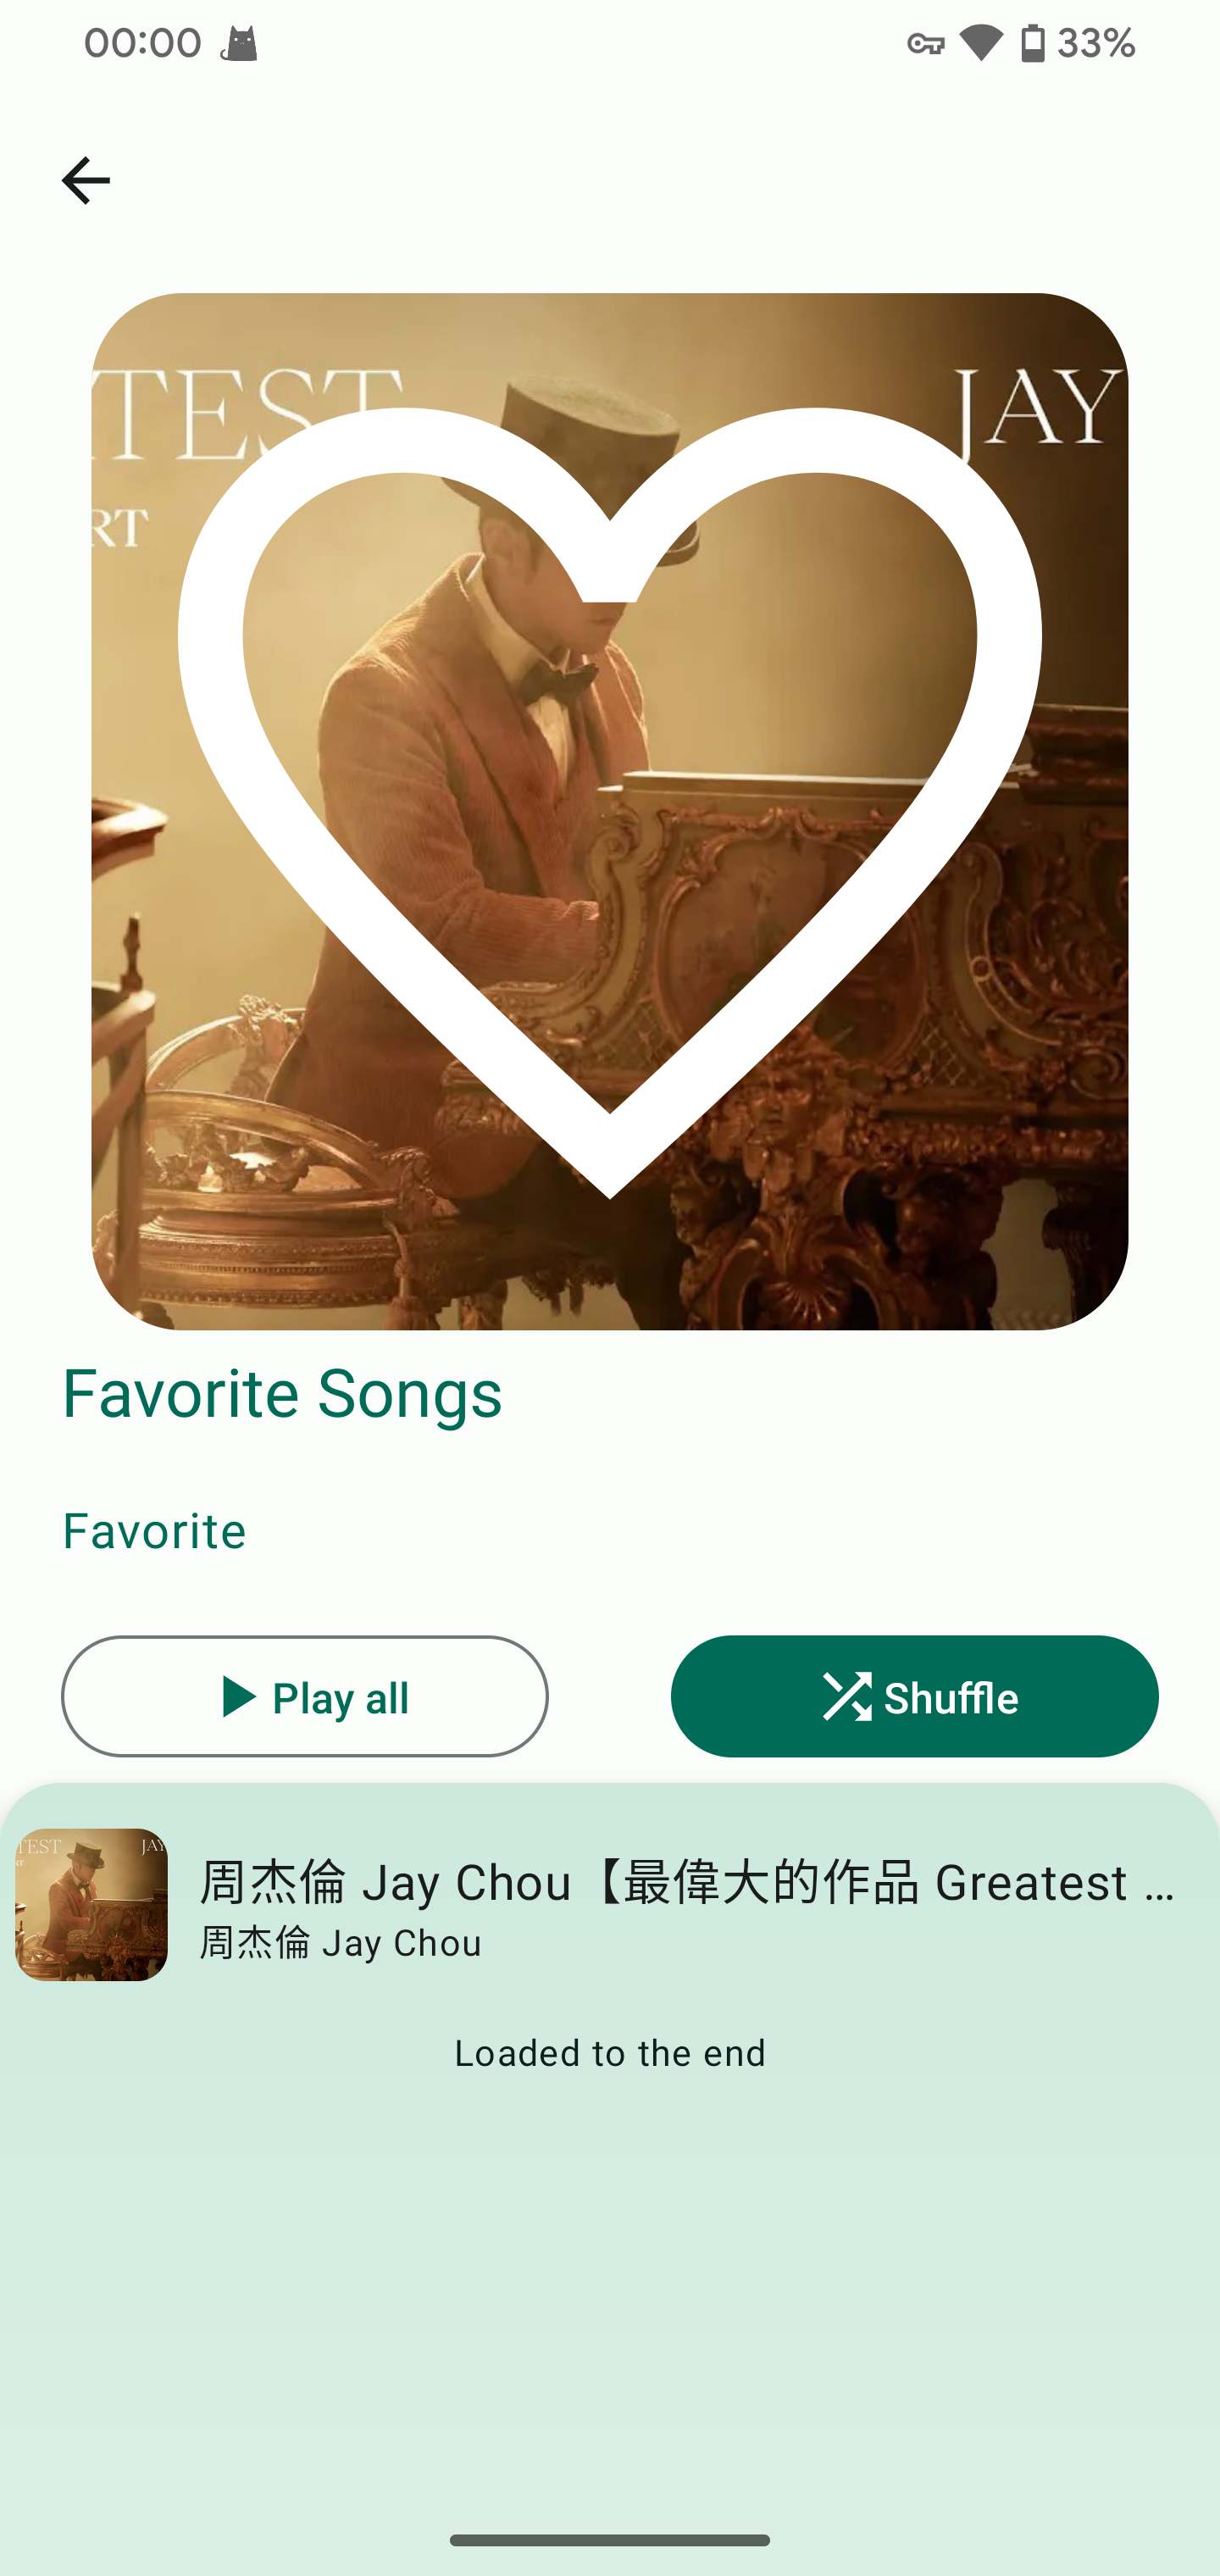 00:00
33%
TEST
JAY
RT
Favorite Songs
Favorite
Play all
Shuffle
TEST
JAY
周杰倫 Jay Chou【最偉大的作品 Greatest ...
周杰倫 Jay Chou
Loaded to the end